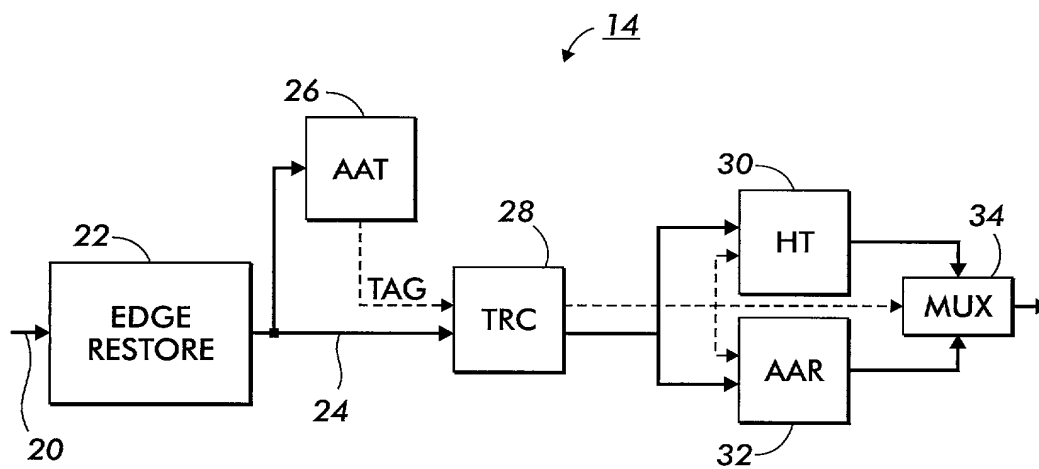 14
26
AAT
30
HT
34
28
22
TAG
EDGE
RESTORE
TRC
MUX
AAR
20
24
32